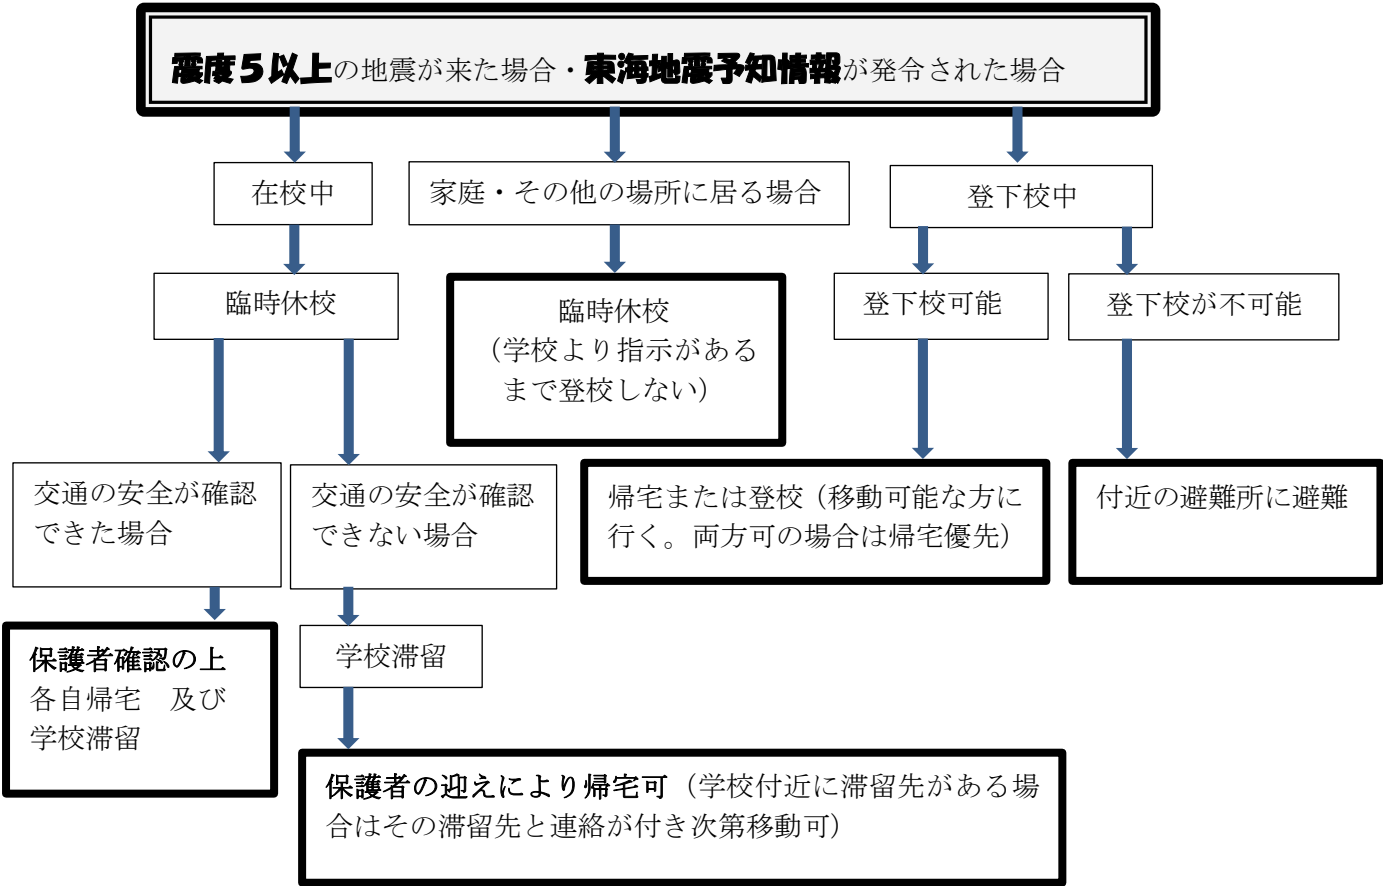 震度５以上の地震が来た場合・東海地震予知情報が発令された場合
在校中
家庭・その他の場所に居る場合
登下校中
臨時休校
臨時休校
（学校より指示がある
まで登校しない）
登下校可能
登下校が不可能
交通の安全が確認
できた場合
交通の安全が確認
できない場合
帰宅または登校（移動可能な方に
行く。両方可の場合は帰宅優先）
付近の避難所に避難
保護者確認の上
各自帰宅　及び
学校滞留
学校滞留
保護者の迎えにより帰宅可（学校付近に滞留先がある場
合はその滞留先と連絡が付き次第移動可）